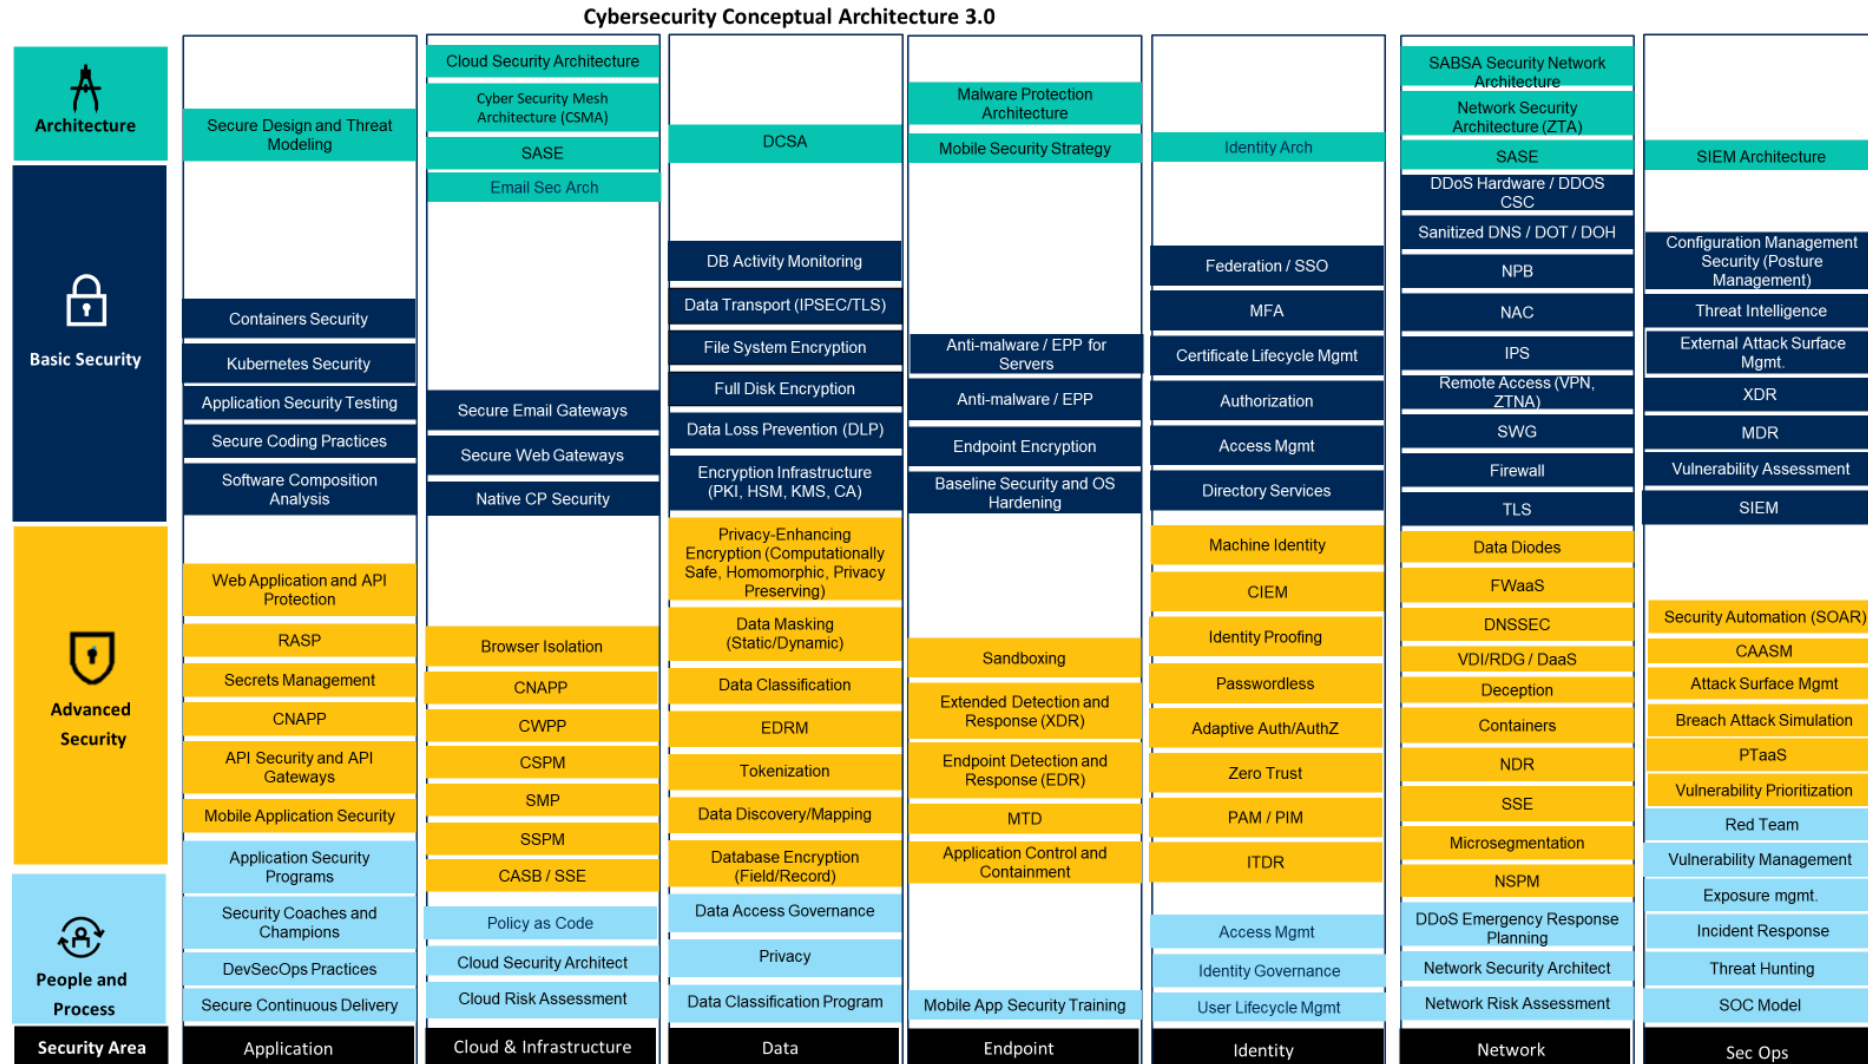 Cybersecurity Conceptual Architecture 3.0
Architecture
Basic Security
Advanced
Security
People and
Process
Security Area
Secure Design and Threat
Modeling
Containers Security
Kubernetes Security
Application Security Testing
Secure Coding Practices
Software Composition
Analysis
Web Application and API
Protection
RASP
Secrets Management
CNAPP
API Security and API
Gateways
Mobile Application Security
Application Security
Programs
Security Coaches and
Champions
DevSecOps Practices
Secure Continuous Delivery
Application
Cloud Security Architecture
Cyber Security Mesh
Architecture (CSMA)
SASE
Email Sec Arch
Secure Email Gateways
Secure Web Gateways
Native CP Security
Browser Isolation
CNAPP
CWPP
CSPM
SMP
SSPM
CASB / SSE
Policy as Code
Cloud Security Architect
Cloud Risk Assessment
Cloud & Infrastructure
DCSA
DB Activity Monitoring
Data Transport (IPSEC/TLS)
File System Encryption
Full Disk Encryption
Data Loss Prevention (DLP)
Encryption Infrastructure
(PKI, HSM, KMS, CA)
Privacy-Enhancing
Encryption (Computationally
Safe, Homomorphic, Privacy
Preserving)
Data Masking
(Static/Dynamic)
Data Classification
EDRM
Tokenization
Data Discovery/Mapping
Database Encryption
(Field/Record)
Data Access Governance
Privacy
Data Classification Program
Data
Malware Protection
Architecture
Mobile Security Strategy
Anti-malware / EPP for
Servers
Anti-malware / EPP
Endpoint Encryption
Baseline Security and OS
Hardening
Sandboxing
Extended Detection and
Response (XDR)
Endpoint Detection and
Response (EDR)
MTD
Application Control and
Containment
Mobile App Security Training
Endpoint
Identity Arch
Federation / SSO
MFA
Certificate Lifecycle Mgmt
Authorization
Access Mgmt
Directory Services
Machine Identity
CIEM
Identity Proofing
Passwordless
Adaptive Auth/AuthZ
Zero Trust
PAM / PIM
ITDR
Access Mgmt
Identity Governance
User Lifecycle Mgmt
Identity
SABSA Security Network
Architecture
Network Security
Architecture (ZTA)
SASE
DDoS Hardware / DDOS
CSC
Sanitized DNS / DOT / DOH
NPB
NAC
IPS
Remote Access (VPN,
ZTNA)
SWG
Firewall
TLS
Data Diodes
FWaaS
DNSSEC
VDI/RDG / DaaS
Deception
Containers
NDR
SSE
Microsegmentation
NSPM
DDoS Emergency Response
Planning
Network Security Architect
Network Risk Assessment
Network
SIEM Architecture
Configuration Management
Security (Posture
Management)
Threat Intelligence
External Attack Surface
Mgmt.
XDR
MDR
Vulnerability Assessment
SIEM
Security Automation (SOAR)
CAASM
Attack Surface Mgmt
Breach Attack Simulation
PTaaS
Vulnerability Prioritization
Red Team
Vulnerability Management
Exposure mgmt.
Incident Response
Threat Hunting
SOC Model
Sec Ops